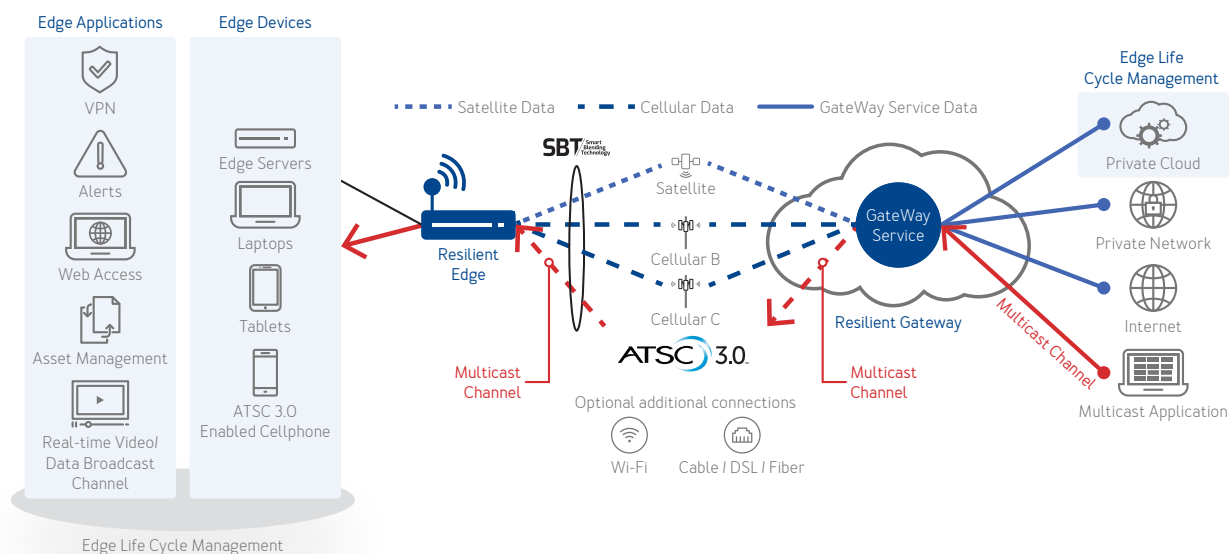 Edge Applications
VPN
Alerts
Web Access
Asset Management
Real-time Video/
Data Broadcast
Channel
Edge Devices
Edge Servers
Laptops
Tablets
ATSC 3.0
Enabled Cellphone
Edge Life Cycle Management
Satellite Data
Cellular Data
GateWay Service Data
SBT Smart
Blending
Technology
Resilient
Edge
Satellite
Cellular B
Cellular C
ATSC 3.0
Multicast
Channel
Multicast
Channel
Optional additional connections
Wi-Fi
Cable / DSL / Fiber
GateWay
Service
Resilient Gateway
Multicast Channel
Edge Life
Cycle Management
Private Cloud
Private Network
Internet
Multicast Application